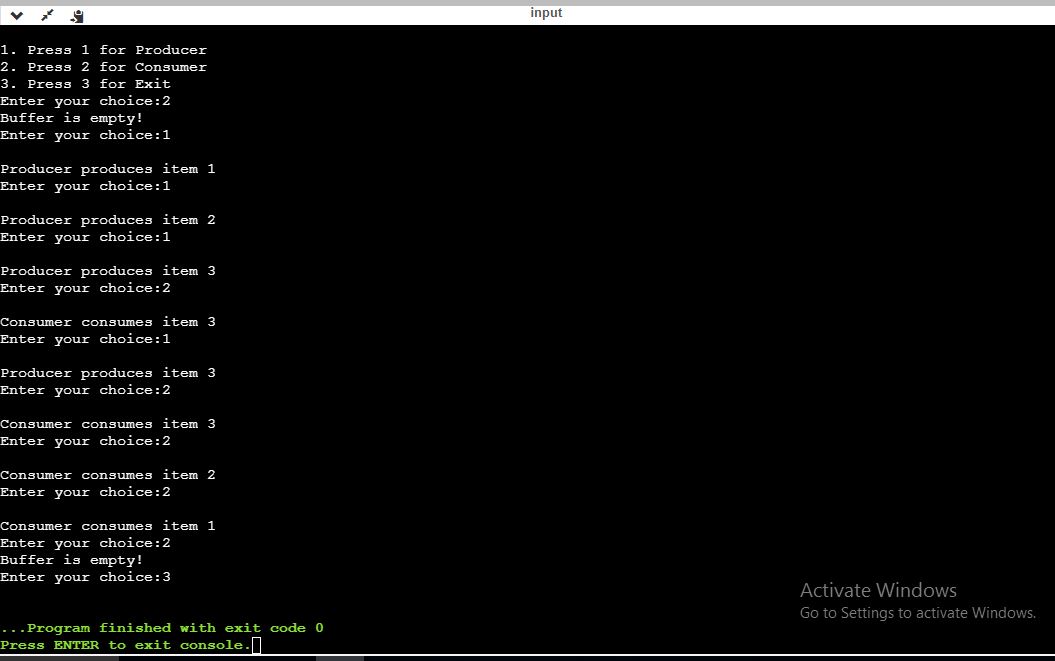 input
1. Press 1 for Producer
2. Press 2 for Consumer
3. Press 3 for Exit
Enter your choice:2
Buffer is empty!
Enter your choice:1
Producer produces item 1
Enter your choice:1
Producer produces item 2
Enter your choice:1
Producer produces item 3
Enter your choice:2
Consumer consumes item 3
Enter your choice:1
Producer produces item 3
Enter your choice:2
Consumer consumes item 3
Enter your choice:2
Consumer consumes item 2
Enter your choice:2
Consumer consumes item 1
Enter your choice:2
Buffer is empty!
Enter your choice:3
Activate Windows
Go to Settings to activate Windows.
...Program finished with exit code 0
Press ENTER to exit console.